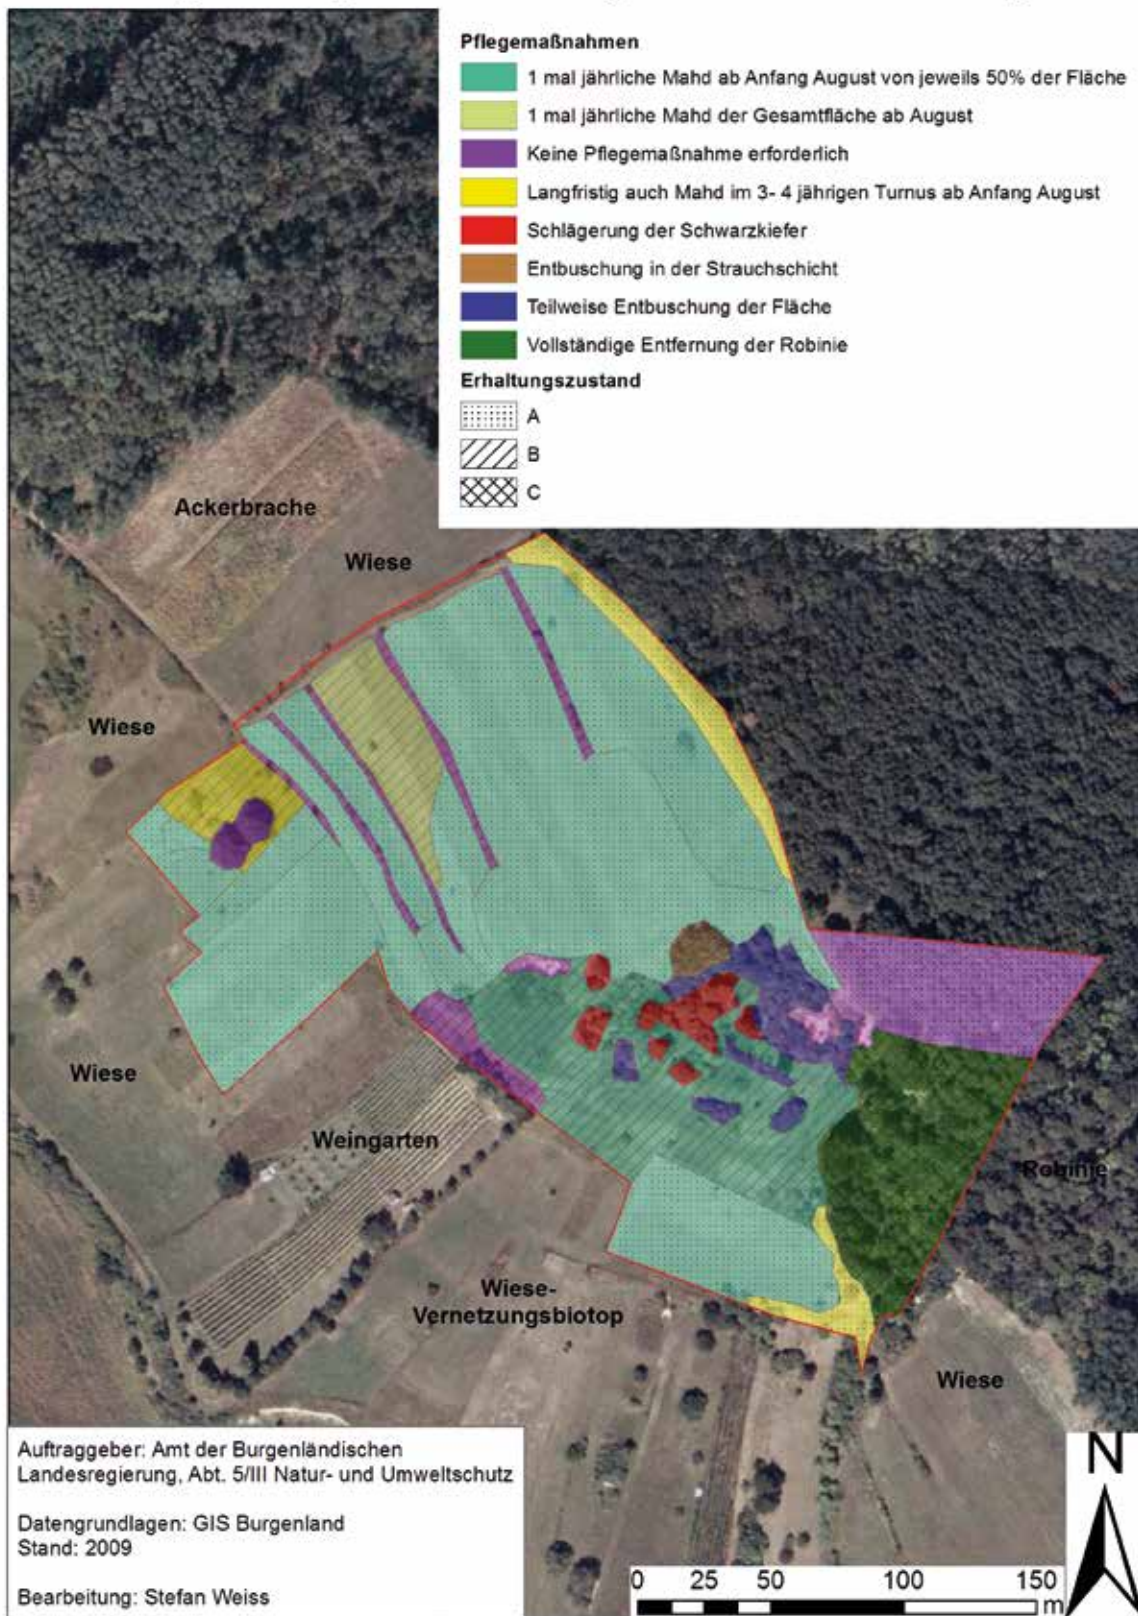 Pflegemaßnahmen
1 mal jährliche Mahd ab Anfang August von jeweils 50% der Fläche
1 mal jährliche Mahd der Gesamtfläche ab August
Keine Pflegemaßnahme erforderlich
Langfristig auch Mahd im 3- 4 jährigen Turnus ab Anfang August
Schlägerung der Schwarzkiefer
Entbuschung in der Strauchschicht
Teilweise Entbuschung der Fläche
Vollständige Entfernung der Robinie
Erhaltungszustand
A
B
C
Ackerbrache
Wiese
Wiese
Wiese
Weingarten
Robinie
Wiese-
Vernetzungsbiotop
Wiese
Auftraggeber: Amt der Burgenländischen
Landesregierung, Abt. 5/III Natur- und Umweltschutz
Datengrundlagen: GIS Burgenland
Stand: 2009
Bearbeitung: Stefan Weiss
N
0 25 50 100 150
m